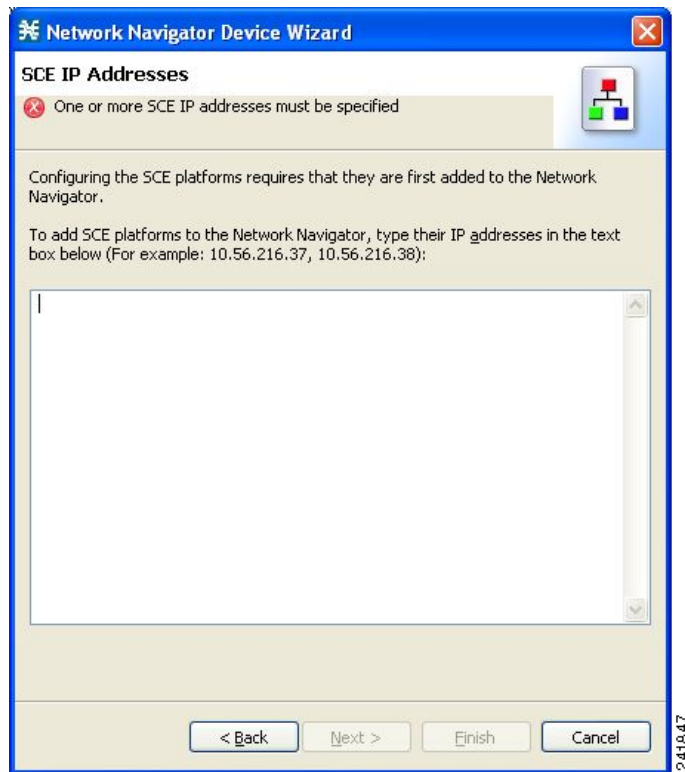 Network Navigator Device Wizard
SCE IP Addresses
One or more SCE IP addresses must be specified
Configuring the SCE platforms requires that they are first added to the Network
Navigator.
To add SCE platforms to the Network Navigator, type their IP addresses in the text
box below (For example: 10.56.216.37, 10.56.216.38):
< Back
Next >
Finish
Cancel
241847